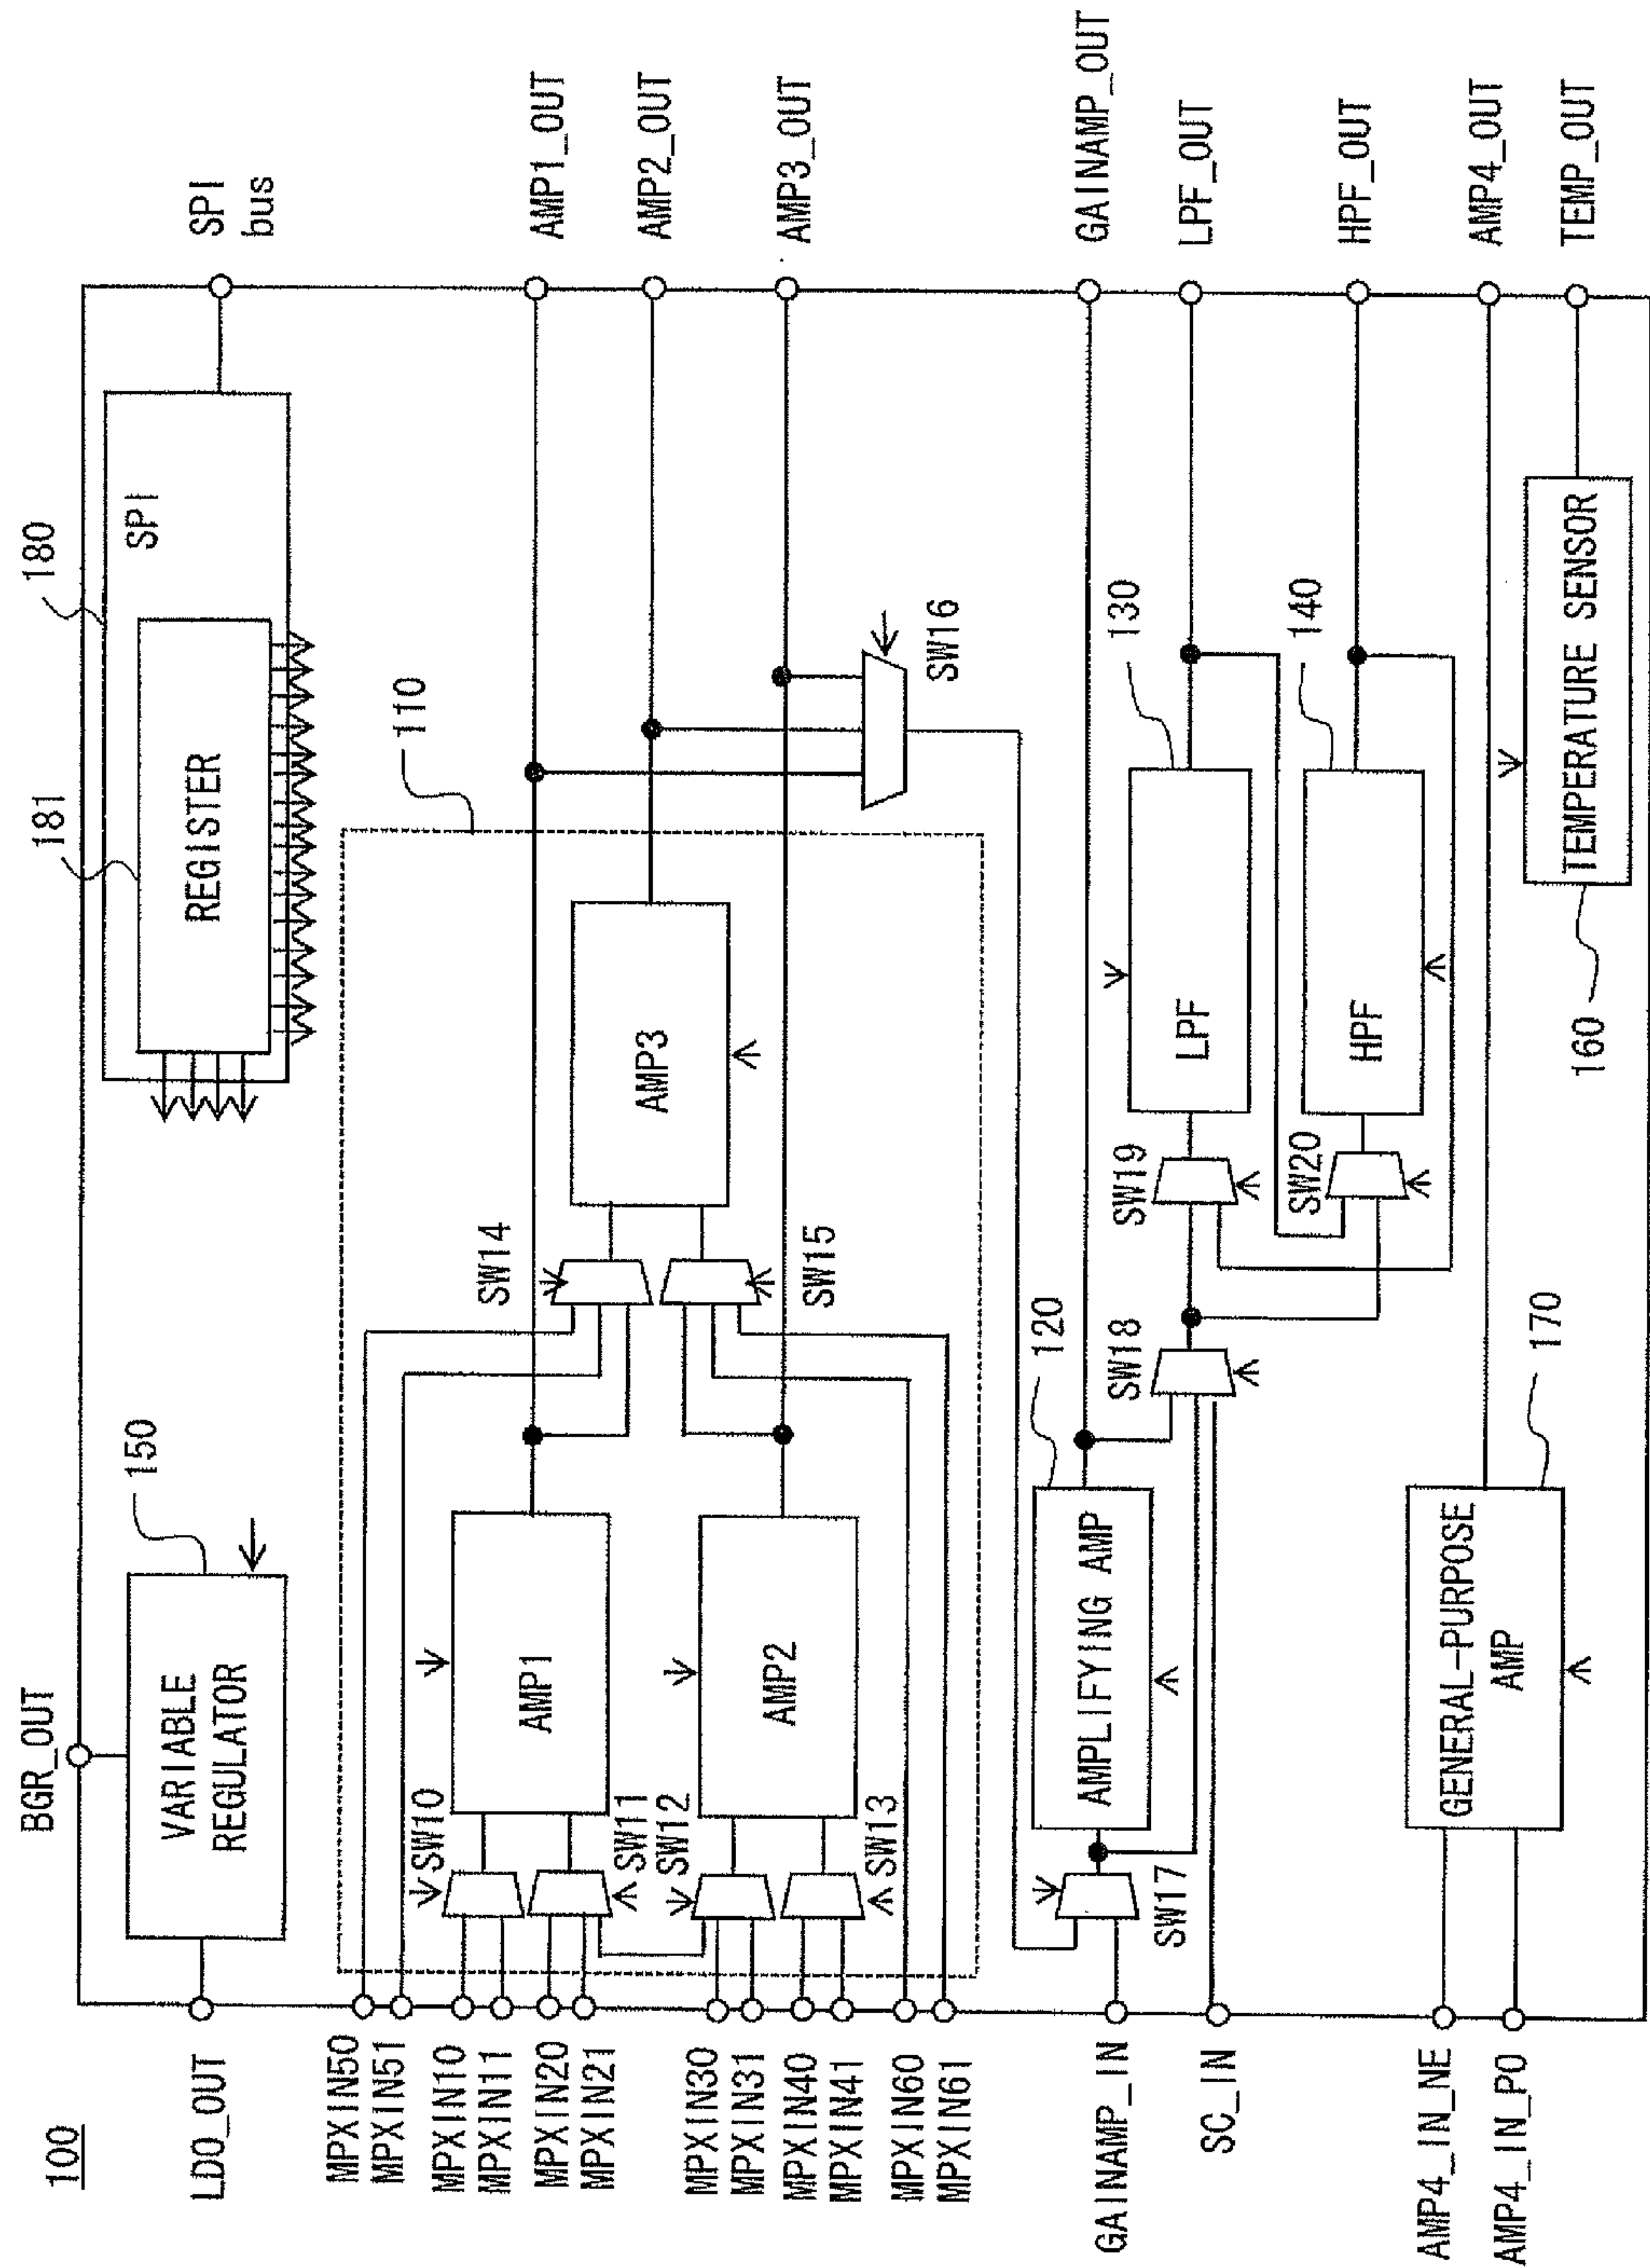 100
BGR_OUT
LDO_OUT
VARIABLE
REGULATOR
150
181
180
REGISTER
SPI
SPI
bus
110
MPXIN50
MPXIN51
MPXIN10
MPXIN11
MPXIN20
MPXIN21
MPXIN30
MPXIN31
MPXIN40
MPXIN41
MPXIN60
MPXIN61
SW10
SW11
SW12
SW13
AMP1
AMP2
SW14
SW15
AMP3
SW16
AMP1_OUT
AMP2_OUT
AMP3_OUT
GAINAMP_IN
SC_IN
SW17
AMPLIFYING AMP
120
SW18
SW19
SW20
LPF
130
HPF
140
GAINAMP_OUT
LPF_OUT
HPF_OUT
AMP4_IN_NE
AMP4_IN_PO
GENERAL-PURPOSE
AMP
170
AMP4_OUT
160
TEMPERATURE SENSOR
TEMP_OUT